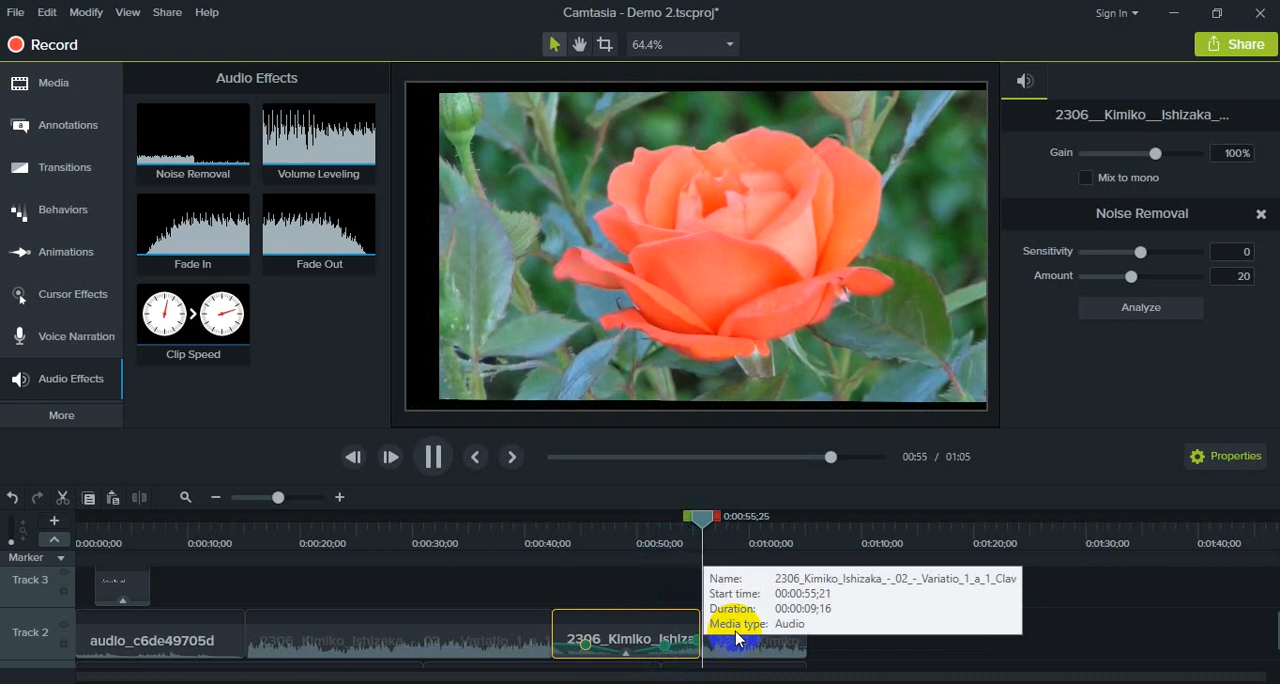 File Edit Modify View Share Help
Camtasia - Demo 2.tscproj*
Sign In
Record
64.4%
Share
Media
Annotations
Transitions
Behaviors
Animations
Cursor Effects
Voice Narration
Audio Effects
More
Audio Effects
Noise Removal
Volume Leveling
Fade In
Fade Out
Clip Speed
2306__Kimiko__Ishizaka_-...
Gain 100%
Mix to mono
Noise Removal
Sensitivity 0
Amount 20
Analyze
00:55 / 01:05
Properties
0:00:55;25
0:00:00;00 0:00:10;00 0:00:20;00 0:00:30;00 0:00:40;00 0:00:50;00 0:01:00;00 0:01:10;00 0:01:20;00 0:01:30;00 0:01:40;00
Marker
Track 3
Name: 2306_Kimiko_Ishizaka_-_02_-_Variatio_1_a_1_Clav
Start time: 00:00:55;21
Duration: 00:00:09;16
Media type: Audio
Track 2
audio_c6de49705d
2306_Kimiko_Ishizaka_-_02_-_Variatio_1
2306_Kimiko_Ishiza
Kimiko